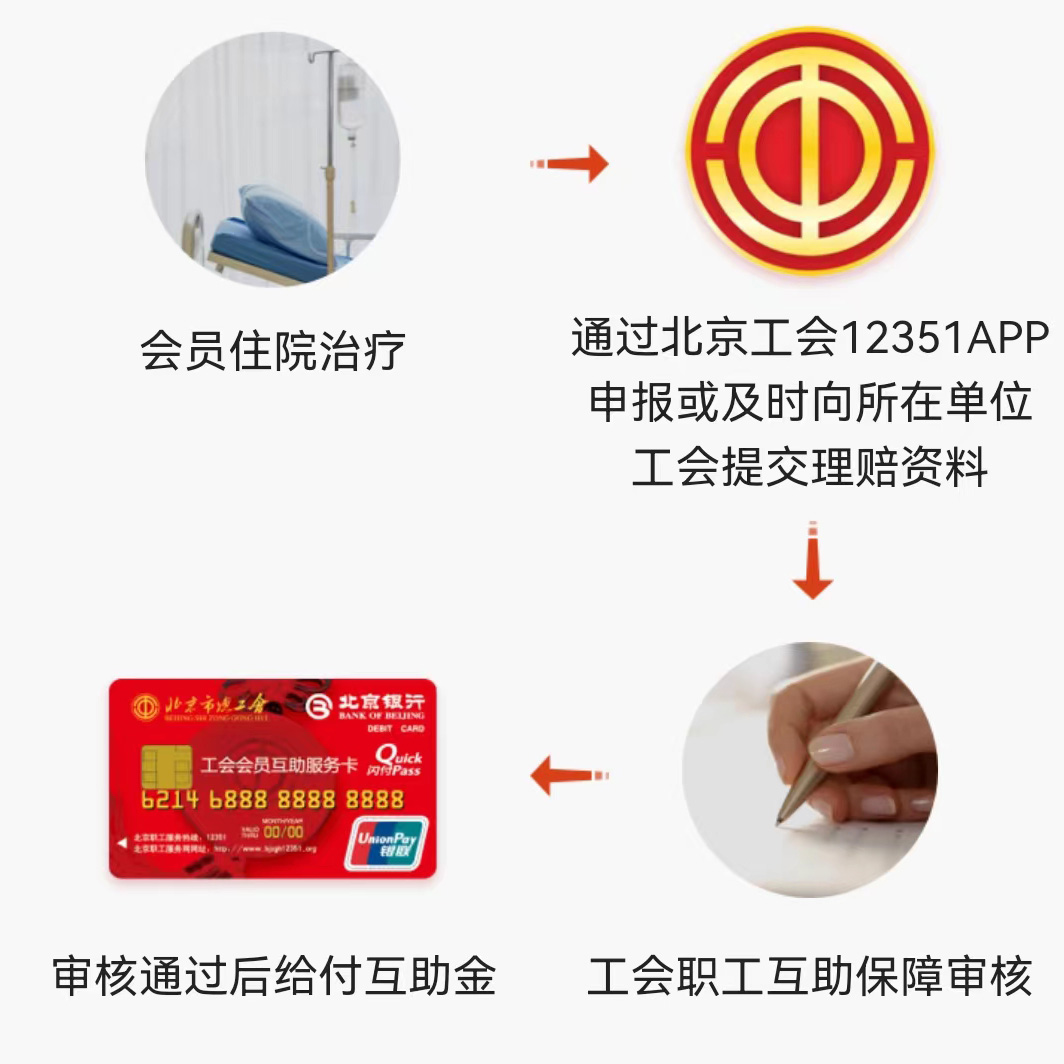 会员住院治疗
通过北京工会12351APP
申报或及时向所在单位
工会提交理赔资料
北京市总工会
BEIJING SHI ZONG GONG HUI
北京银行
BANK OF BEIJING
DEBIT CARD
工会会员互助服务卡
Quick
闪付Pass
6214 6888 8888 8888
MONTH/YEAR
VALID
THRU
00/00
北京职工服务热线：12351
北京职工服务网网址：http://www.bjzgh12351.org
UnionPay
银联
审核通过后给付互助金
工会职工互助保障审核